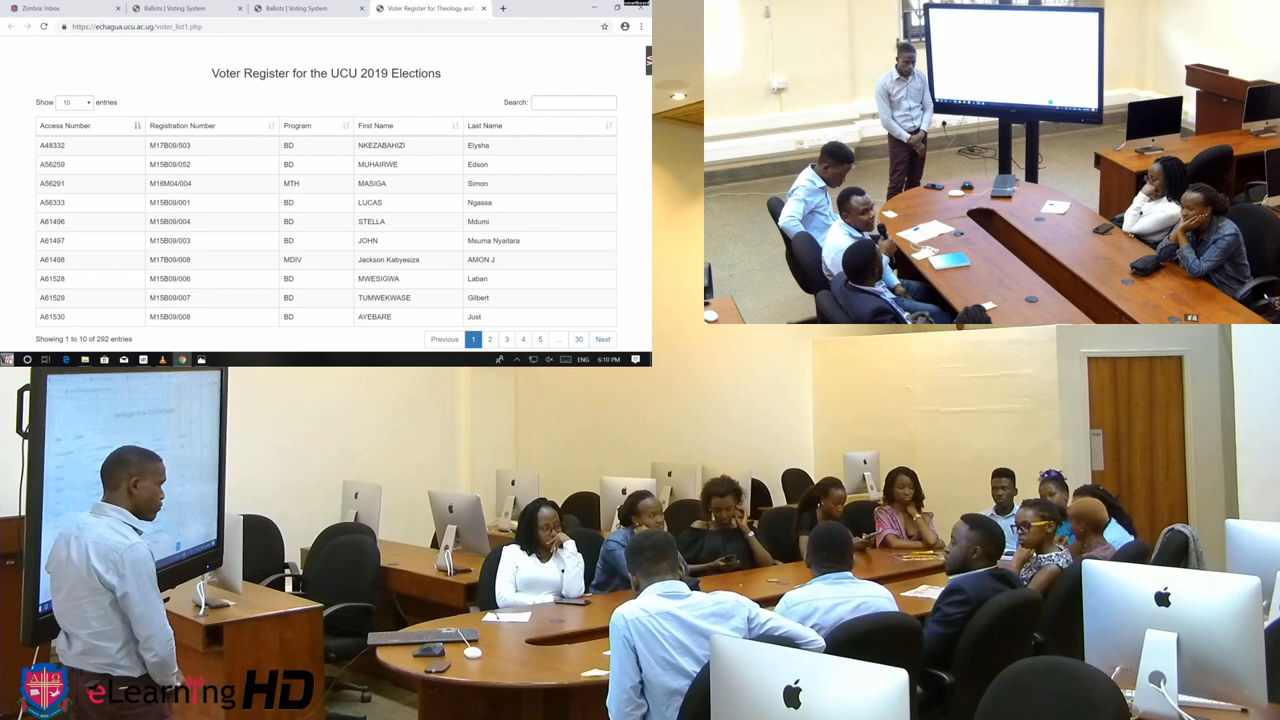 Zimbra: Inbox
Ballots | Voting System
Ballots | Voting System
Voter Register for Theology and
smartboard
https://echagua.ucu.ac.ug/voter_list1.php
Voter Register for the UCU 2019 Elections
Show 10 entries
Search:
Access Number Registration Number Program First Name Last Name
A48332 M17B09/503 BD NKEZABAHIZI Elysha
A56259 M15B09/052 BD MUHAIRWE Edson
A56291 M16M04/004 MTH MASIGA Simon
A56333 M15B09/001 BD LUCAS Ngassa
A61496 M15B09/004 BD STELLA Mdumi
A61497 M15B09/003 BD JOHN Msuma Nyaitara
A61498 M17B09/008 MDIV Jackson Kabyesiza AMON J
A61528 M15B09/006 BD MWESIGWA Laban
A61529 M15B09/007 BD TUMWEKWASE Gilbert
A61530 M15B09/008 BD AYEBARE Just
Showing 1 to 10 of 292 entries
Previous 1 2 3 4 5 … 30 Next
ENG 6:10 PM
eLearning HD